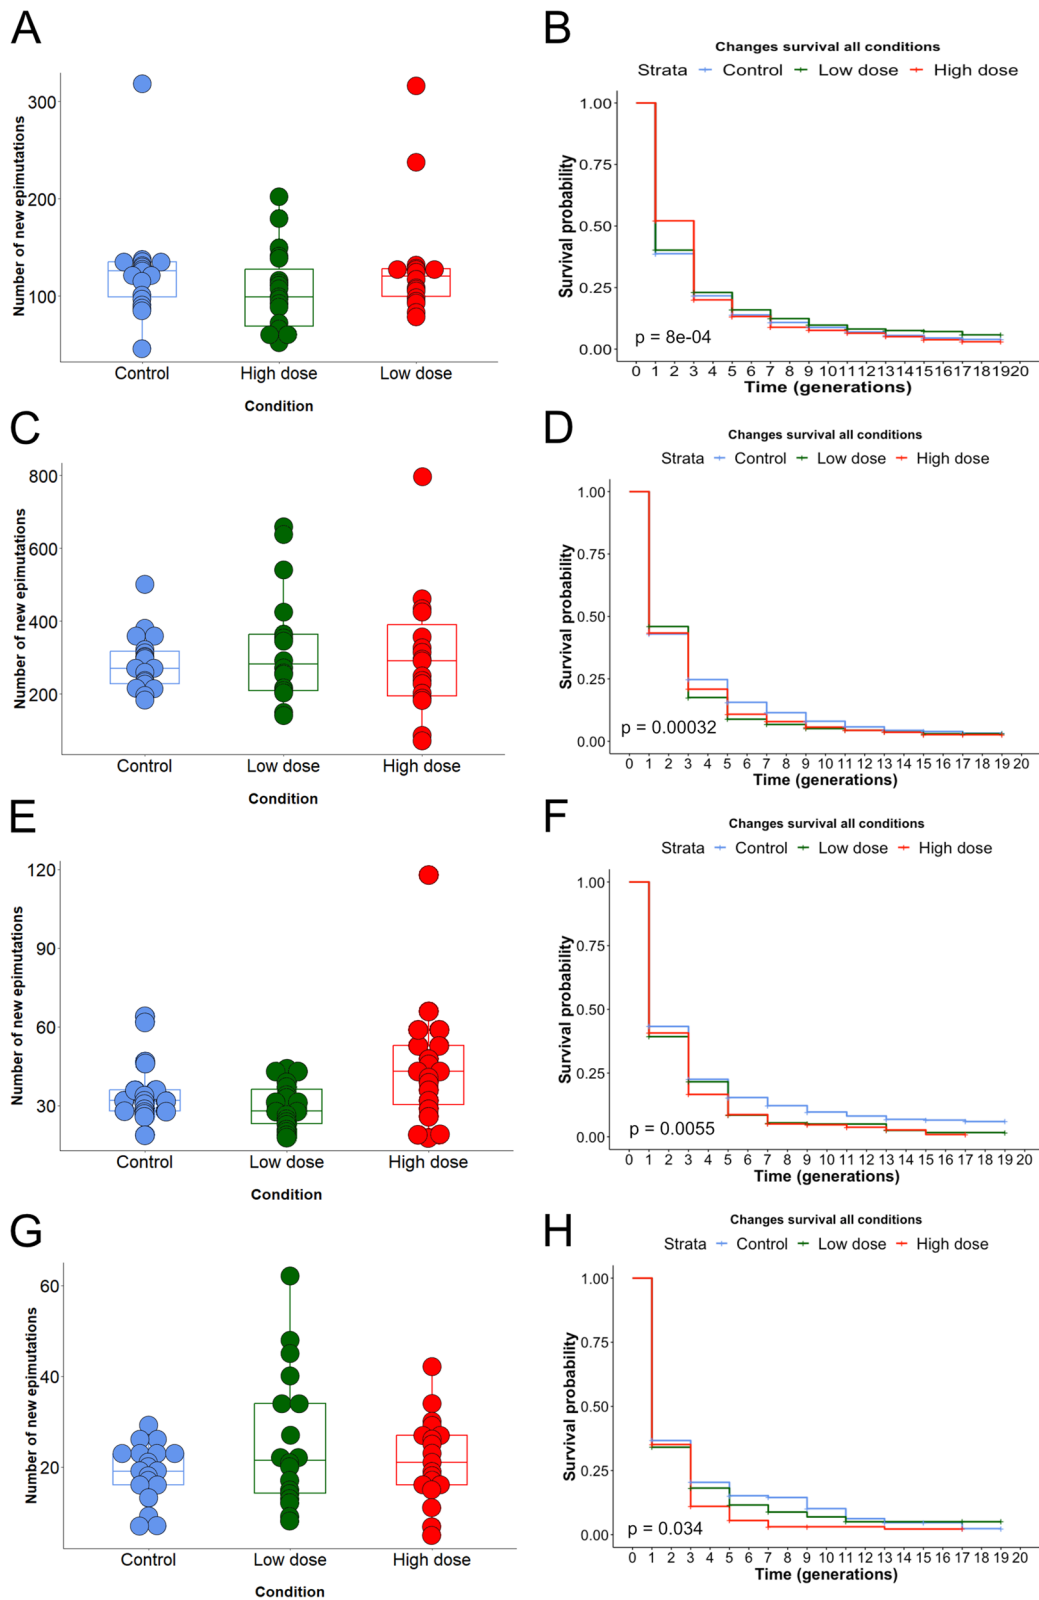 A
Number of new epimutations
300
200
100
Control High dose Low dose
Condition
B
Changes survival all conditions
Strata Control Low dose High dose
Survival probability
1.00
0.75
0.50
0.25
0.00
p = 8e-04
0 1 2 3 4 5 6 7 8 9 10 11 12 13 14 15 16 17 18 19 20
Time (generations)
C
Number of new epimutations
800
600
400
200
Control Low dose High dose
Condition
D
Changes survival all conditions
Strata Control Low dose High dose
Survival probability
1.00
0.75
0.50
0.25
0.00
p = 0.00032
0 1 2 3 4 5 6 7 8 9 10 11 12 13 14 15 16 17 18 19 20
Time (generations)
E
Number of new epimutations
120
90
60
30
Control Low dose High dose
Condition
F
Changes survival all conditions
Strata Control Low dose High dose
Survival probability
1.00
0.75
0.50
0.25
0.00
p = 0.0055
0 1 2 3 4 5 6 7 8 9 10 11 12 13 14 15 16 17 18 19 20
Time (generations)
G
Number of new epimutations
60
40
20
Control Low dose High dose
Condition
H
Changes survival all conditions
Strata Control Low dose High dose
Survival probability
1.00
0.75
0.50
0.25
0.00
p = 0.034
0 1 2 3 4 5 6 7 8 9 10 11 12 13 14 15 16 17 18 19 20
Time (generations)